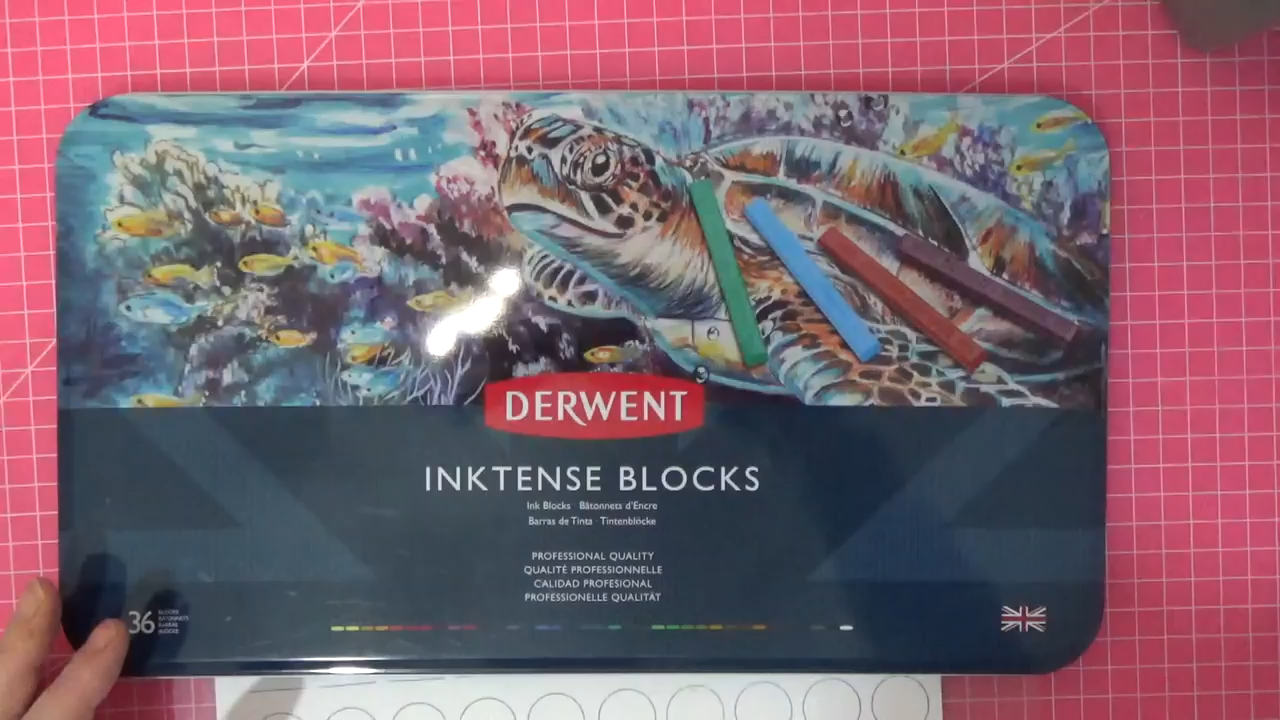 DERWENT
INKTENSE BLOCKS
Ink Blocks · Bâtonnets d'Encre
Barras de Tinta · Tintenblöcke
PROFESSIONAL QUALITY
QUALITÉ PROFESSIONNELLE
CALIDAD PROFESIONAL
PROFESSIONELLE QUALITÄT
36